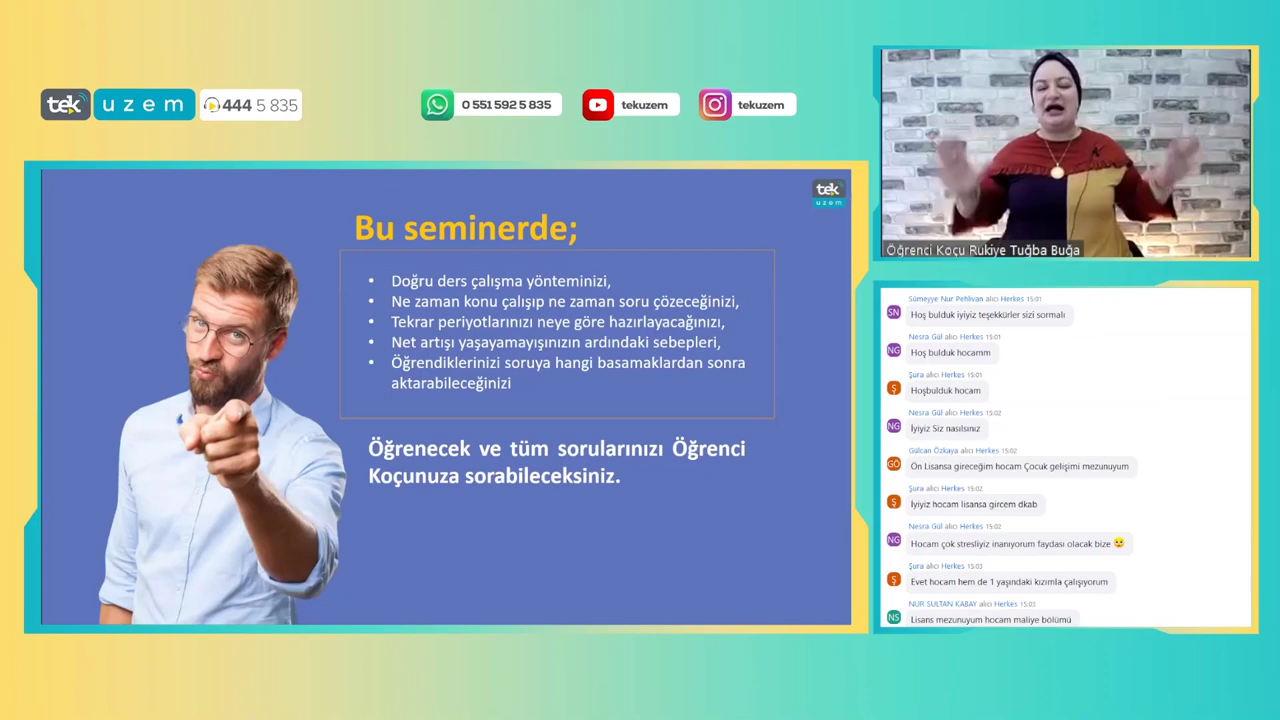 tek uzem 444 5 835
0 551 592 5 835
tekuzem
tekuzem
tek
uzem
Bu seminerde;
• Doğru ders çalışma yönteminizi,
• Ne zaman konu çalışıp ne zaman soru çözeceğinizi,
• Tekrar periyotlarınızı neye göre hazırlayacağınızı,
• Net artışı yaşayamayışınızın ardındaki sebepleri,
• Öğrendiklerinizi soruya hangi basamaklardan sonra
aktarabileceğinizi
Öğrenecek ve tüm sorularınızı Öğrenci
Koçunuza sorabileceksiniz.
Öğrenci Koçu Rukiye Tuğba Buğa
Sümeyye Nur Pehlivan alıcı Herkes 15:01
SN Hoş bulduk iyiyiz teşekkürler sizi sormalı
Nesra Gül alıcı Herkes 15:01
NG Hoş bulduk hocamm
Şura alıcı Herkes 15:01
Ş Hoşbulduk hocam
Nesra Gül alıcı Herkes 15:02
NG İyiyiz Siz nasılsınız
Gülcan Özkaya alıcı Herkes 15:02
GÖ Ön Lisansa gireceğim hocam Çocuk gelişimi mezunuyum
Şura alıcı Herkes 15:02
Ş İyiyiz hocam lisansa gircem dkab
Nesra Gül alıcı Herkes 15:02
NG Hocam çok stresliyiz inanıyorum faydası olacak bize 😜
Şura alıcı Herkes 15:03
Ş Evet hocam hem de 1 yaşındaki kızımla çalışıyorum
NUR SULTAN KABAY alıcı Herkes 15:03
NS Lisans mezunuyum hocam maliye bölümü